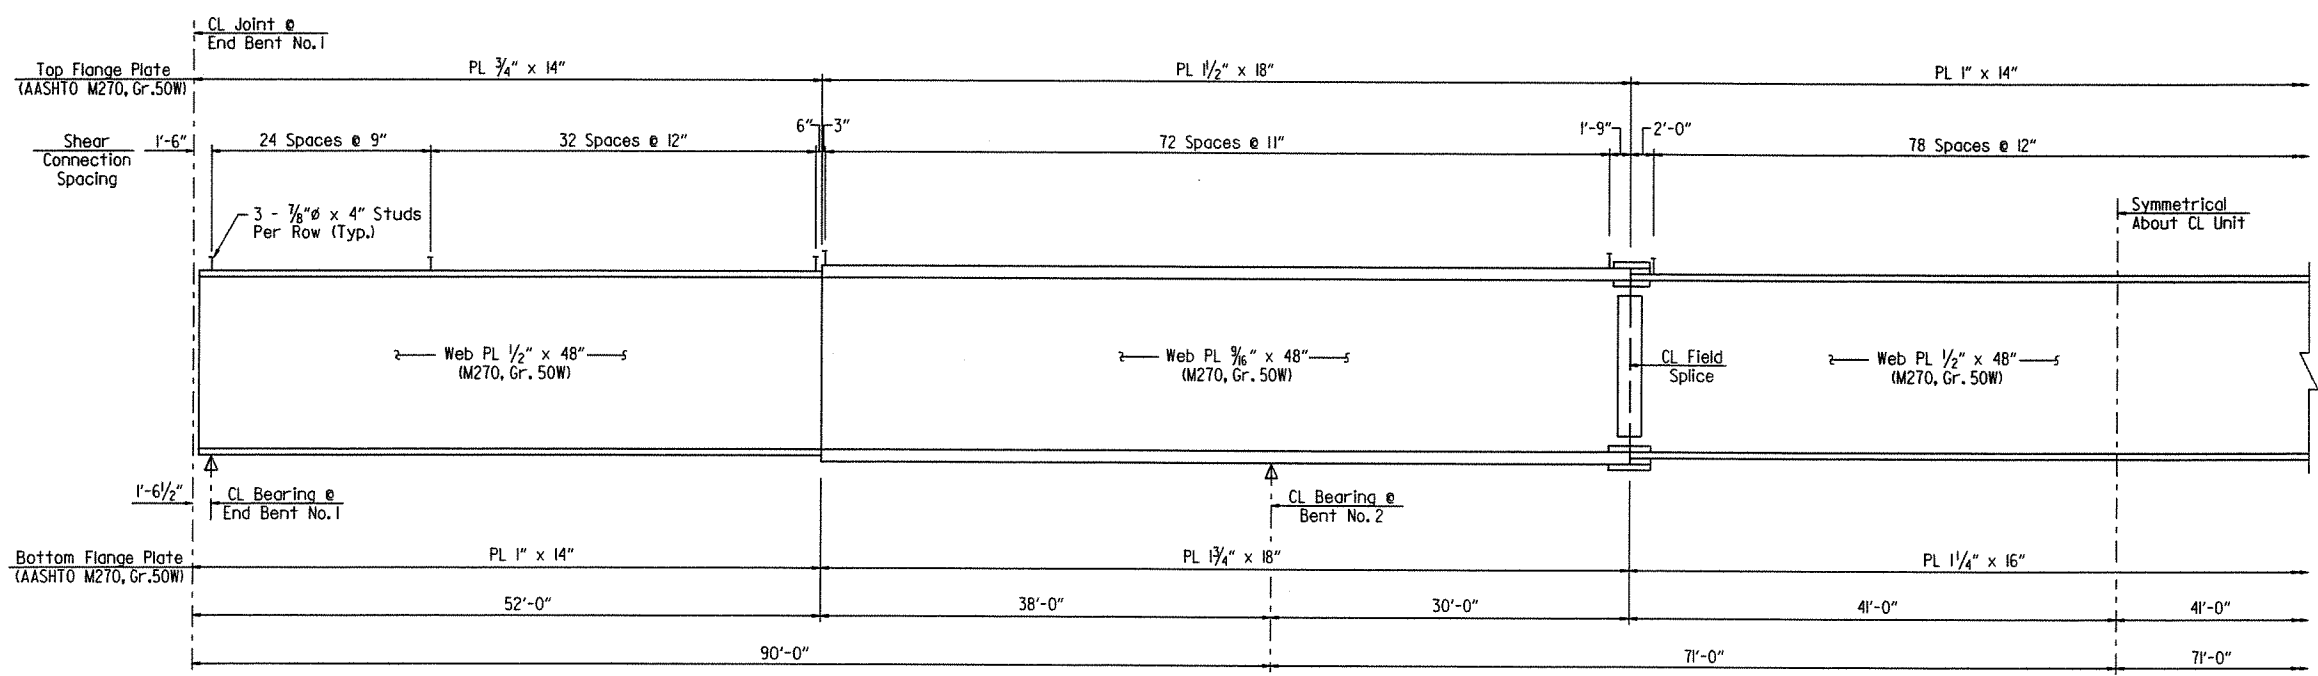 CL Joint @
End Bent No.1
Top Flange Plate
(AASHTO M270, Gr.50W)
PL 3/4" x 14"
PL 1 1/2" x 18"
PL 1" x 14"
Shear
Connection
Spacing
1'-6"
24 Spaces @ 9"
32 Spaces @ 12"
6"
3"
72 Spaces @ 11"
1'-9"
2'-0"
78 Spaces @ 12"
3 - 7/8"ø x 4" Studs
Per Row (Typ.)
Symmetrical
About CL Unit
Web PL 1/2" x 48"
(M270, Gr. 50W)
Web PL 9/16" x 48"
(M270, Gr. 50W)
CL Field
Splice
Web PL 1/2" x 48"
(M270, Gr. 50W)
1'-6 1/2"
CL Bearing @
End Bent No.1
CL Bearing @
Bent No. 2
Bottom Flange Plate
(AASHTO M270, Gr.50W)
PL 1" x 14"
PL 1 3/4" x 18"
PL 1 1/4" x 16"
52'-0"
38'-0"
30'-0"
41'-0"
41'-0"
90'-0"
71'-0"
71'-0"